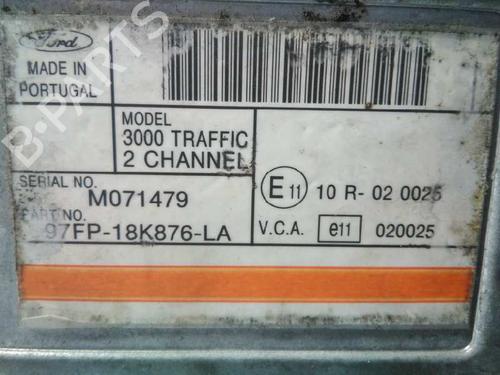 Ford
MADE IN
PORTUGAL
MODEL
3000 TRAFFIC
2 CHANNEL
SERIAL NO.
M071479
PART NO.
97FP-18K876-LA
E 11 10 R- 02 0025
V.C.A. e11 020025
B-PARTS